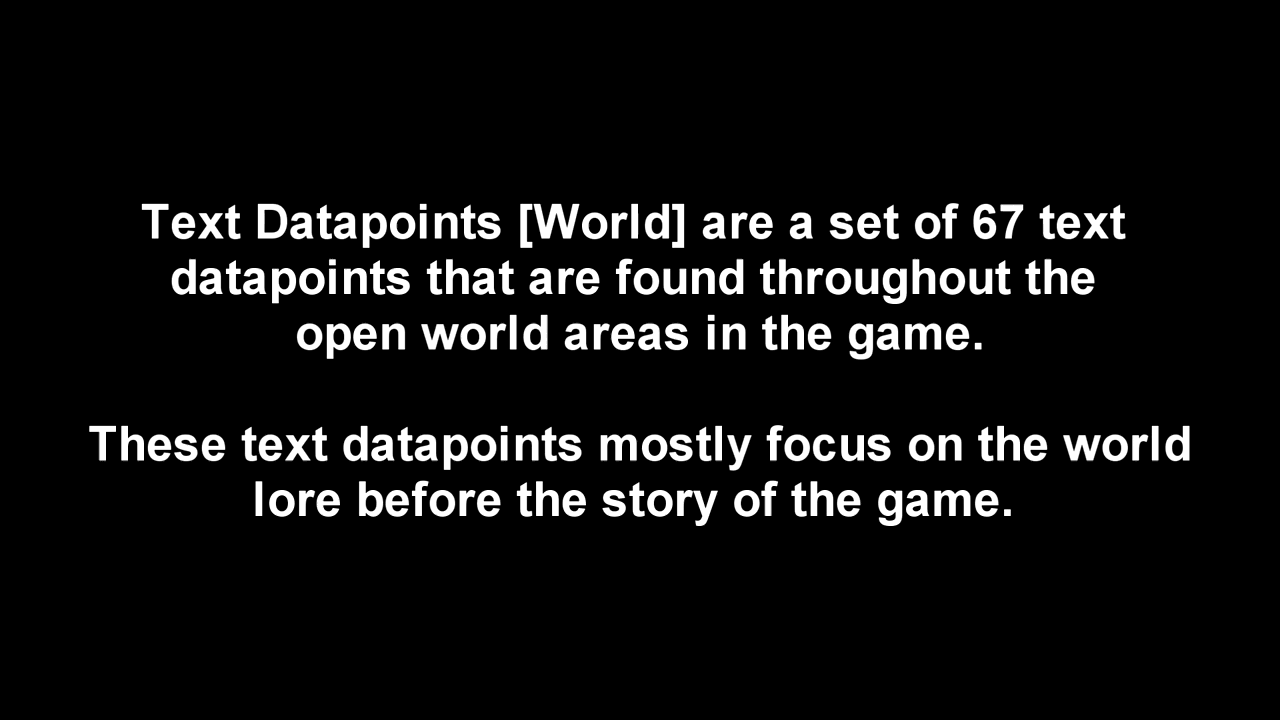 Text Datapoints [World] are a set of 67 text
datapoints that are found throughout the
open world areas in the game.
These text datapoints mostly focus on the world
lore before the story of the game.